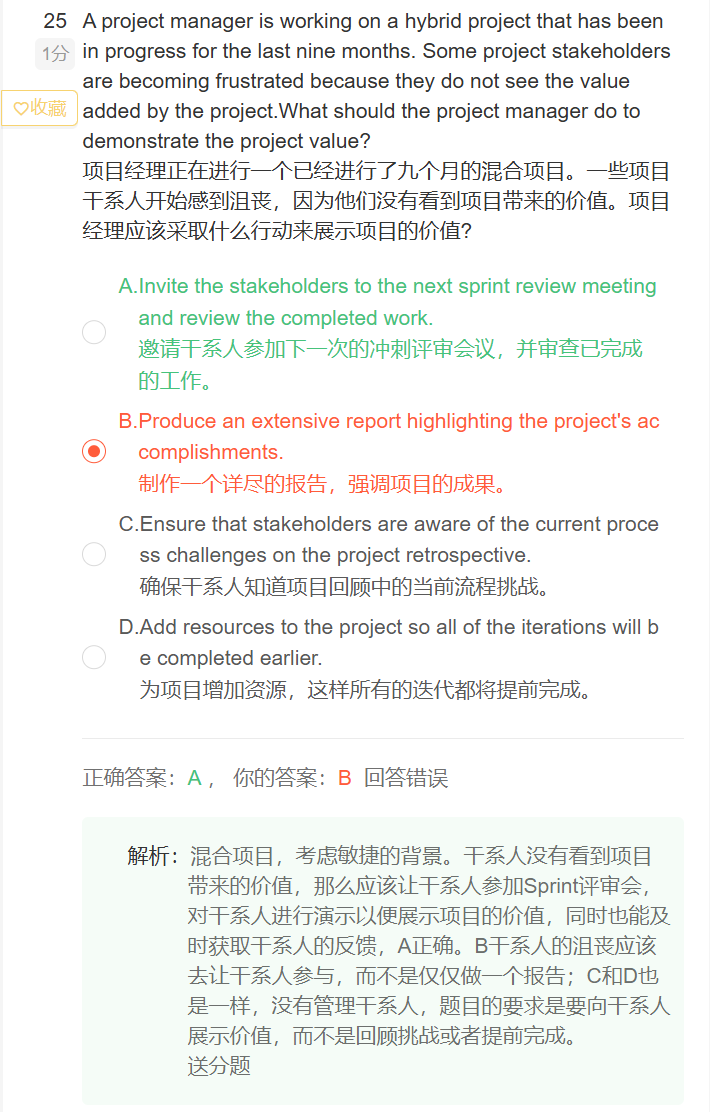 25 A project manager is working on a hybrid project that has been
1分 in progress for the last nine months. Some project stakeholders
are becoming frustrated because they do not see the value
收藏 added by the project.What should the project manager do to
demonstrate the project value?
项目经理正在进行一个已经进行了九个月的混合项目。一些项目
干系人开始感到沮丧，因为他们没有看到项目带来的价值。项目
经理应该采取什么行动来展示项目的价值?
A.Invite the stakeholders to the next sprint review meeting
and review the completed work.
邀请干系人参加下一次的冲刺评审会议，并审查已完成
的工作。
B.Produce an extensive report highlighting the project's ac
complishments.
制作一个详尽的报告，强调项目的成果。
C.Ensure that stakeholders are aware of the current proce
ss challenges on the project retrospective.
确保干系人知道项目回顾中的当前流程挑战。
D.Add resources to the project so all of the iterations will b
e completed earlier.
为项目增加资源，这样所有的迭代都将提前完成。
正确答案：A ， 你的答案：B 回答错误
解析：混合项目，考虑敏捷的背景。干系人没有看到项目
带来的价值，那么应该让干系人参加Sprint评审会，
对干系人进行演示以便展示项目的价值，同时也能及
时获取干系人的反馈，A正确。B干系人的沮丧应该
去让干系人参与，而不是仅仅做一个报告；C和D也
是一样，没有管理干系人，题目的要求是要向干系人
展示价值，而不是回顾挑战或者提前完成。
送分题